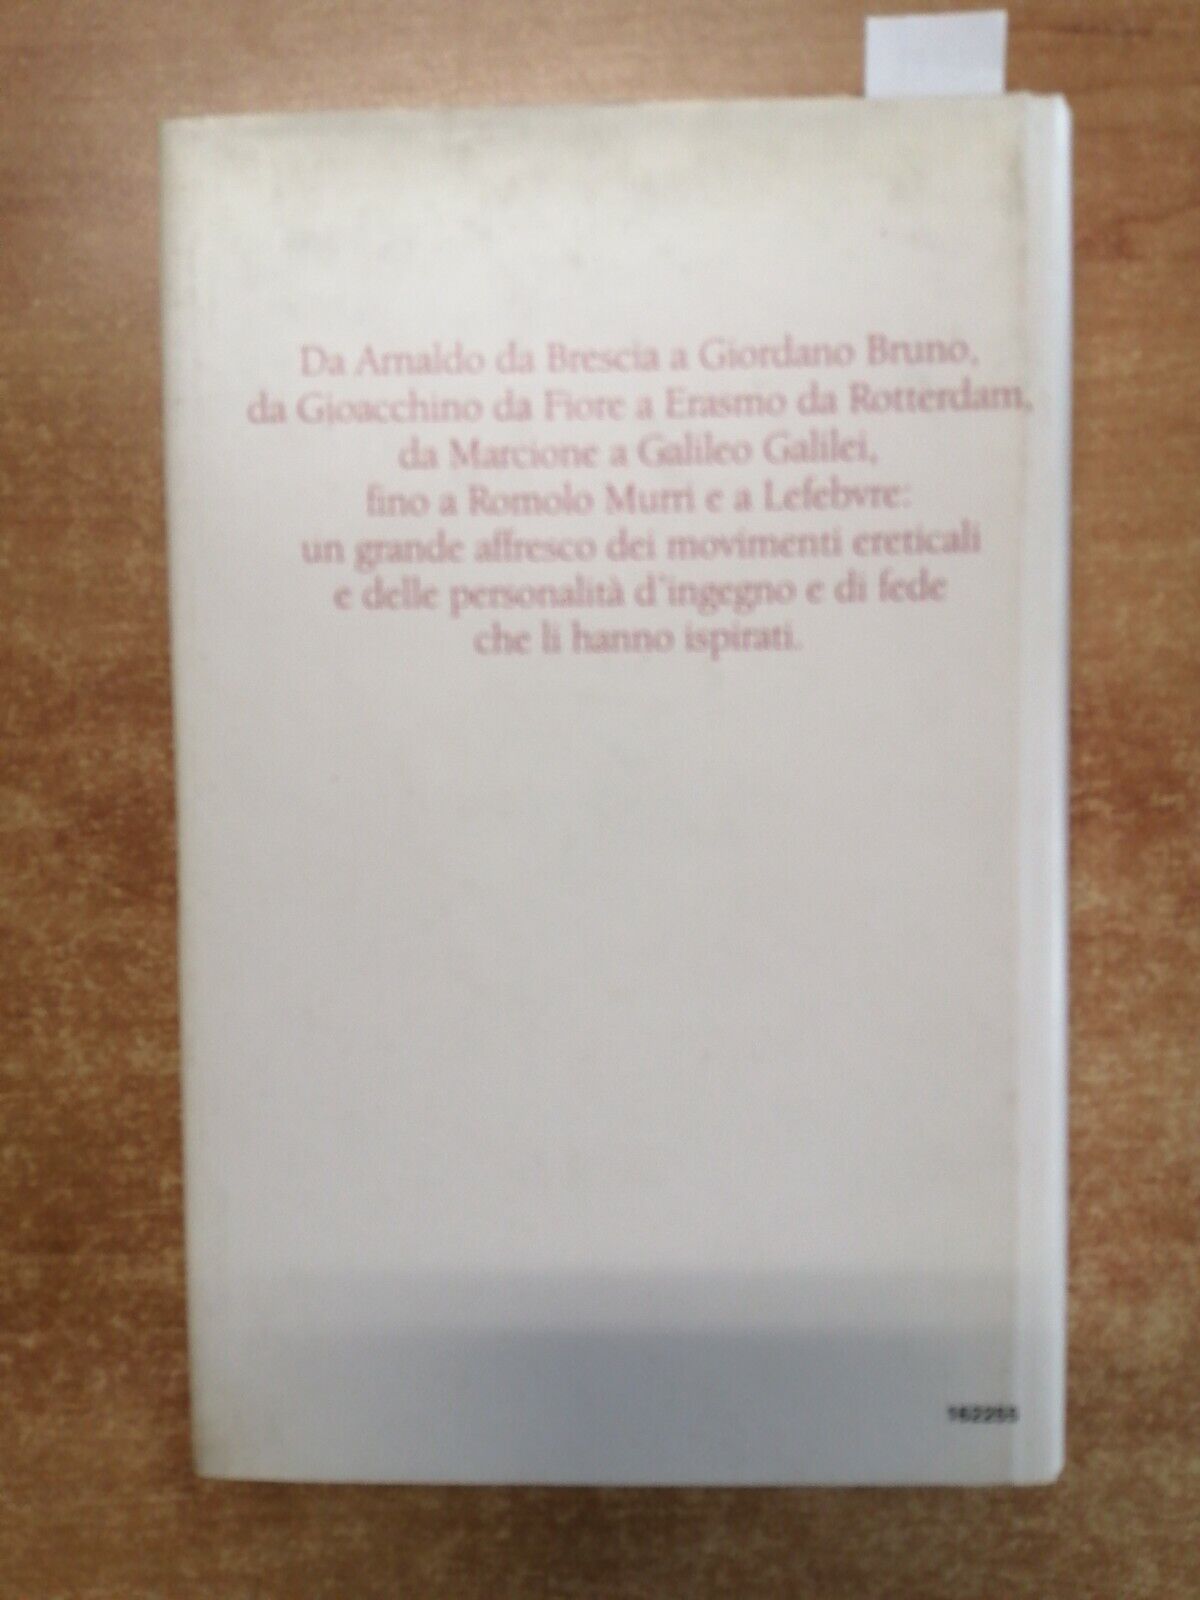 Da Arnaldo da Brescia a Giordano Bruno,
da Gioacchino da Fiore a Erasmo da Rotterdam,
da Marcione a Galileo Galilei,
fino a Romolo Murri e a Lefebvre:
un grande affresco dei movimenti ereticali
e delle personalità d'ingegno e di fede
che li hanno ispirati.
162255